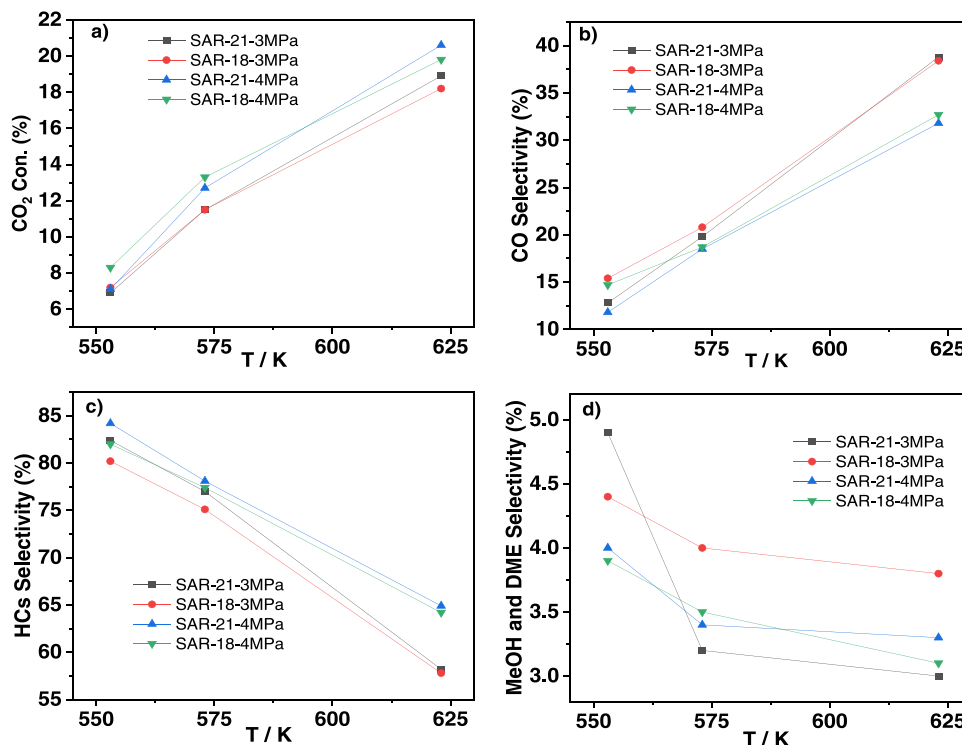 a)
SAR-21-3MPa
SAR-18-3MPa
SAR-21-4MPa
SAR-18-4MPa
22
20
18
16
14
12
10
8
6
CO2 Con. (%)
550
575
600
625
T / K
b)
SAR-21-3MPa
SAR-18-3MPa
SAR-21-4MPa
SAR-18-4MPa
40
35
30
25
20
15
10
CO Selectivity (%)
550
575
600
625
T / K
c)
SAR-21-3MPa
SAR-18-3MPa
SAR-21-4MPa
SAR-18-4MPa
85
80
75
70
65
60
55
HCs Selectivity (%)
550
575
600
625
T / K
d)
SAR-21-3MPa
SAR-18-3MPa
SAR-21-4MPa
SAR-18-4MPa
5.0
4.5
4.0
3.5
3.0
MeOH and DME Selectivity (%)
550
575
600
625
T / K